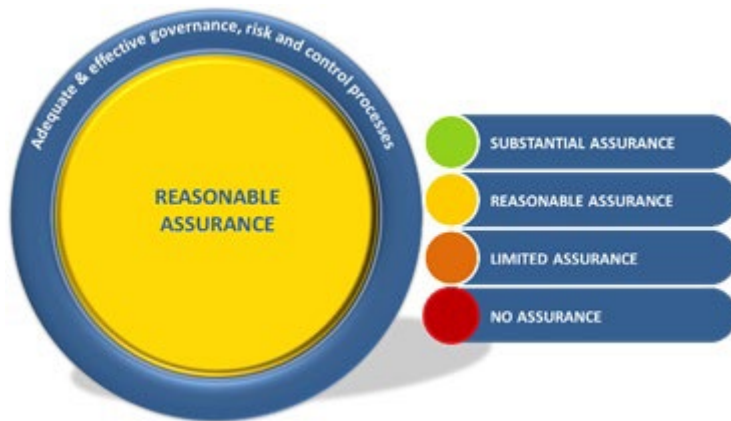 Adequate & effective governance, risk and control processes
REASONABLE
ASSURANCE
SUBSTANTIAL ASSURANCE
REASONABLE ASSURANCE
LIMITED ASSURANCE
NO ASSURANCE